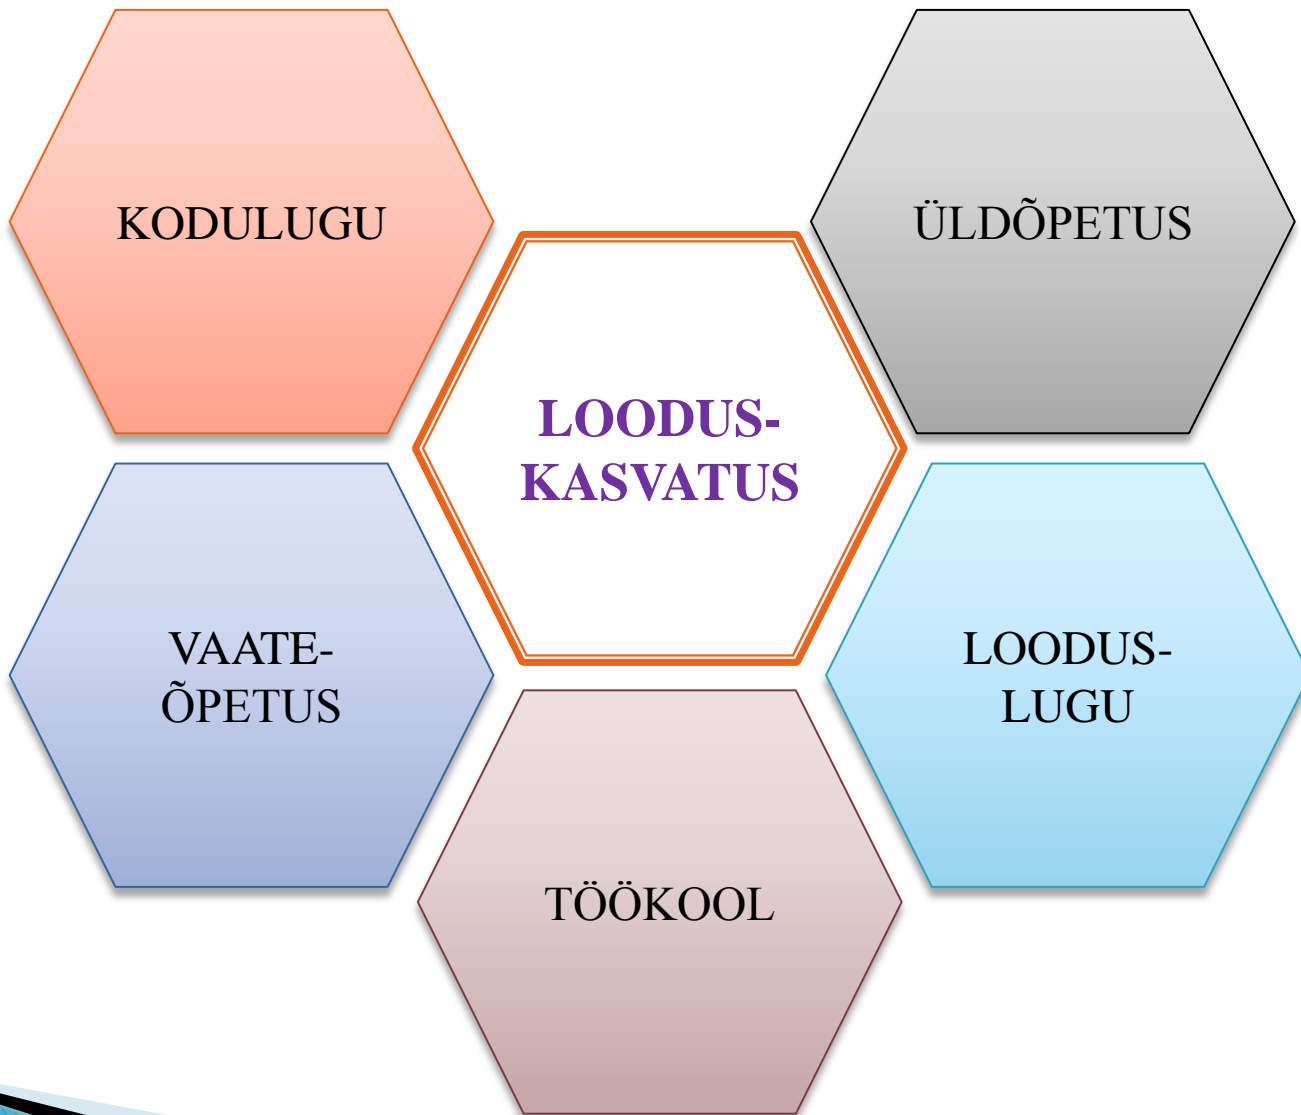 KODULUGU
ÜLDÕPETUS
LOODUS-
KASVATUS
VAATE-
ÕPETUS
LOODUS-
LUGU
TÖÖKOOL